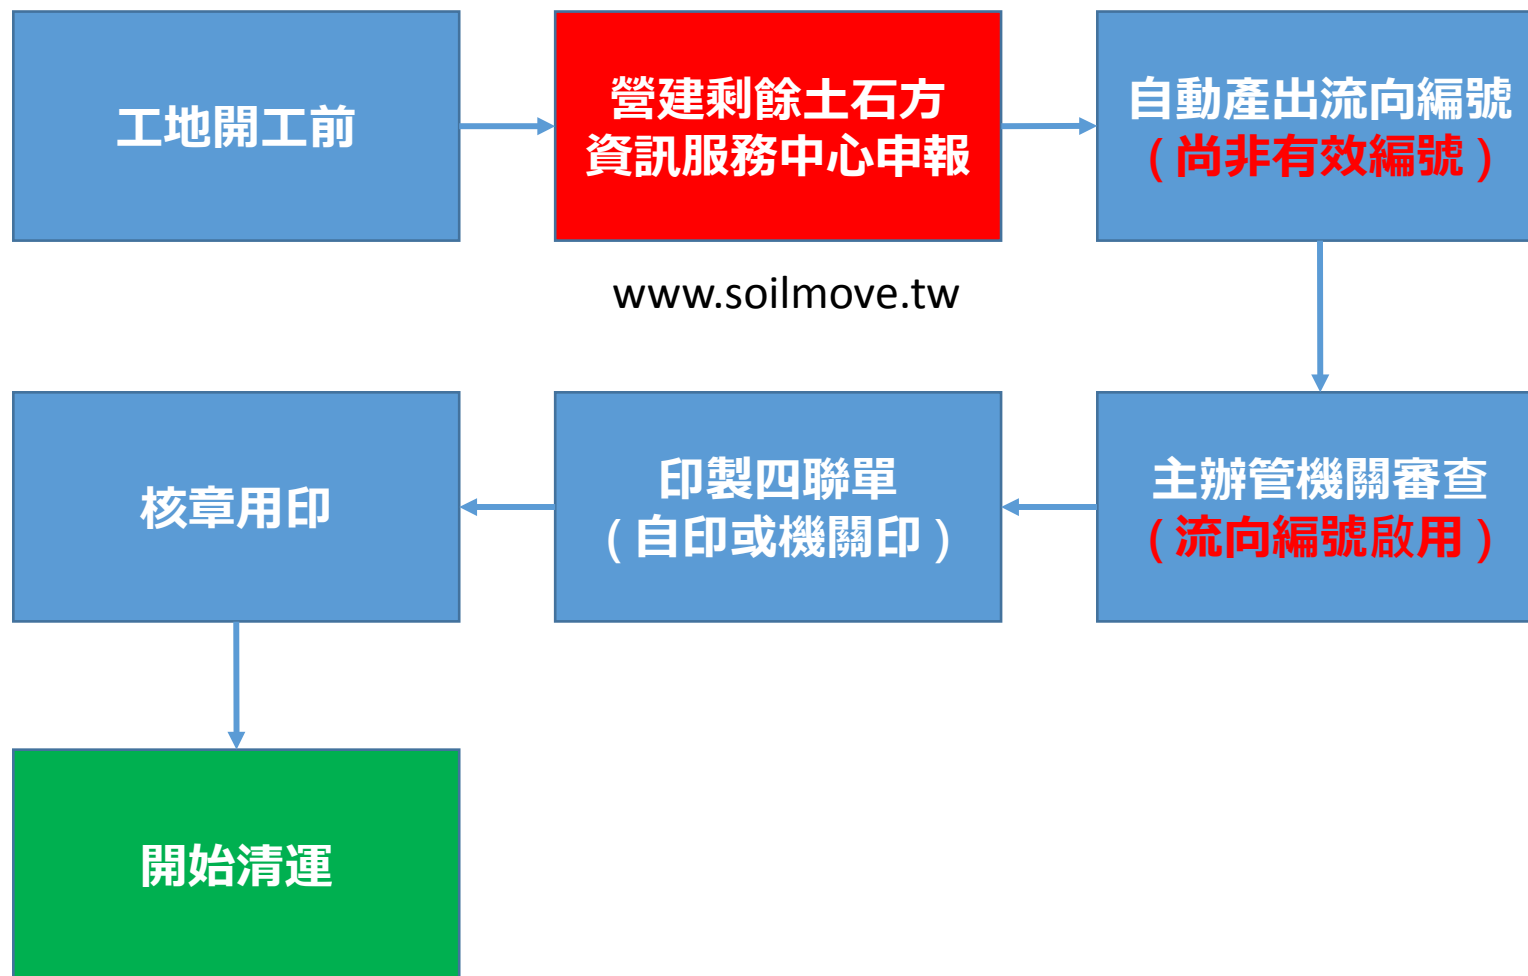 工地開工前
營建剩餘土石方
資訊服務中心申報
自動產出流向編號
（尚非有效編號）
www.soilmove.tw
主辦管機關審查
（流向編號啟用）
印製四聯單
（自印或機關印）
核章用印
開始清運